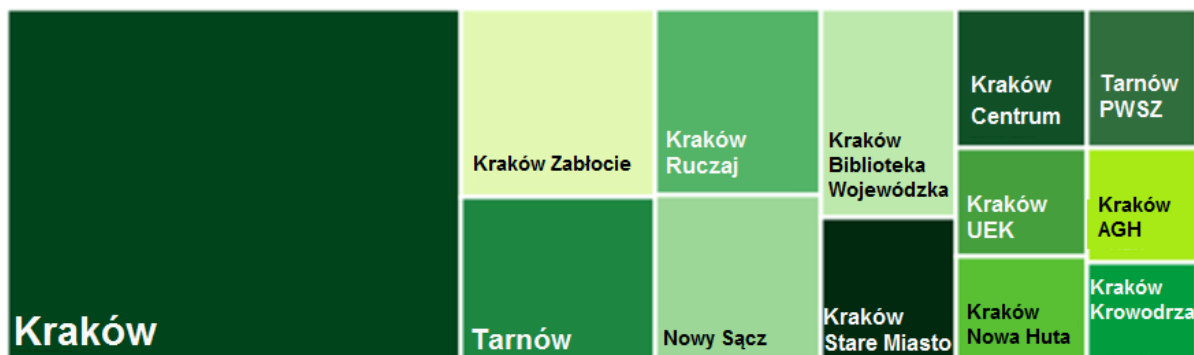 Kraków
Kraków Zabłocie
Tarnów
Kraków
Ruczaj
Nowy Sącz
Kraków
Biblioteka
Wojewódzka
Kraków
Stare Miasto
Kraków
Centrum
Kraków
UEK
Kraków
Nowa Huta
Tarnów
PWSZ
Kraków
AGH
Kraków
Krowodrza